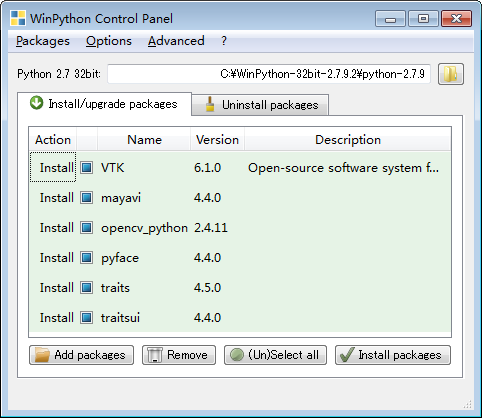 WinPython Control Panel
Packages Options Advanced ?
Python 2.7 32bit: C:¥WinPython-32bit-2.7.9.2¥python-2.7.9
Install/upgrade packages Uninstall packages
Action Name Version Description
Install VTK 6.1.0 Open-source software system f...
Install mayavi 4.4.0
Install opencv_python 2.4.11
Install pyface 4.4.0
Install traits 4.5.0
Install traitsui 4.4.0
Add packages Remove (Un)Select all Install packages